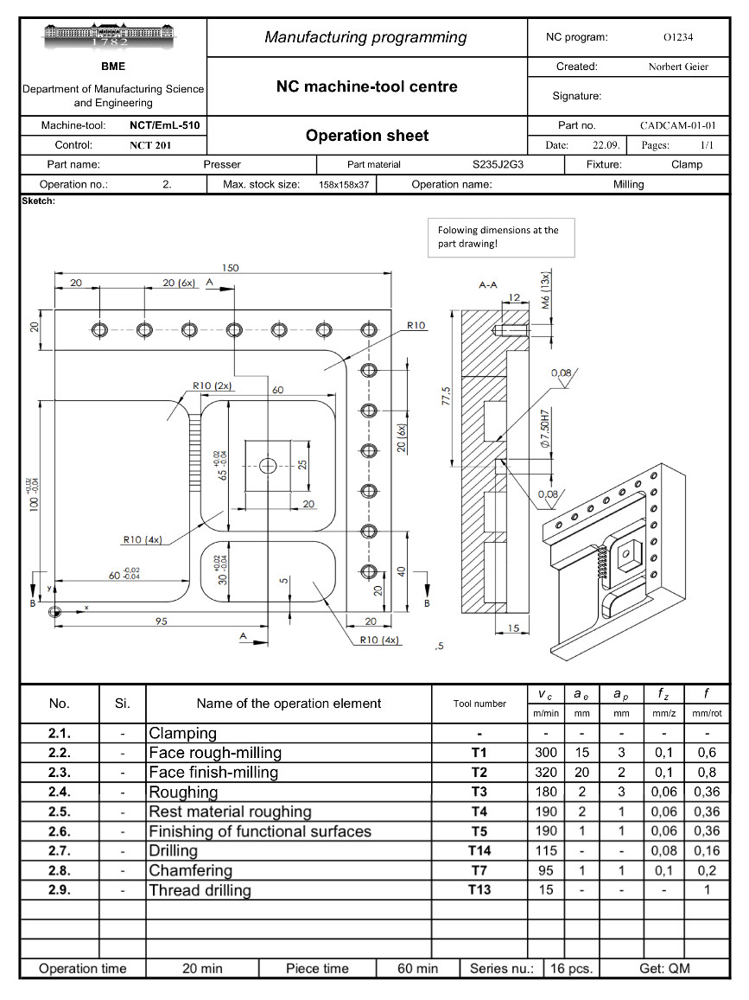 1782
BME
Department of Manufacturing Science
and Engineering
Manufacturing programming
NC program: O1234
NC machine-tool centre
Created: Norbert Geier
Signature:
Machine-tool: NCT/EmL-510
Operation sheet
Part no. CADCAM-01-01
Control: NCT 201
Date: 22.09. Pages: 1/1
Part name: Presser Part material S235J2G3 Fixture: Clamp
Operation no.: 2. Max. stock size: 158x158x37 Operation name: Milling
Sketch:
Folowing dimensions at the
part drawing!
150
20
20 (6x)
A
A-A
12
M6 (13x)
20
R10
R10 (2x)
60
77.5
0,08
20 (6x)
Ø7.50H7
100 +0.02 -0.04
65 +0.02 -0.04
25
20
0,08
R10 (4x)
60 -0.02 -0.04
30 +0.02 -0.04
5
40
20
B
B
y
x
95
20
15
A
R10 (4x)
,5
No. Si. Name of the operation element Tool number vc ae ap fz f
m/min mm mm mm/z mm/rot
2.1. - Clamping - - - - - -
2.2. - Face rough-milling T1 300 15 3 0,1 0,6
2.3. - Face finish-milling T2 320 20 2 0,1 0,8
2.4. - Roughing T3 180 2 3 0,06 0,36
2.5. - Rest material roughing T4 190 2 1 0,06 0,36
2.6. - Finishing of functional surfaces T5 190 1 1 0,06 0,36
2.7. - Drilling T14 115 - - 0,08 0,16
2.8. - Chamfering T7 95 1 1 0,1 0,2
2.9. - Thread drilling T13 15 - - - 1
Operation time 20 min Piece time 60 min Series nu.: 16 pcs. Get: QM